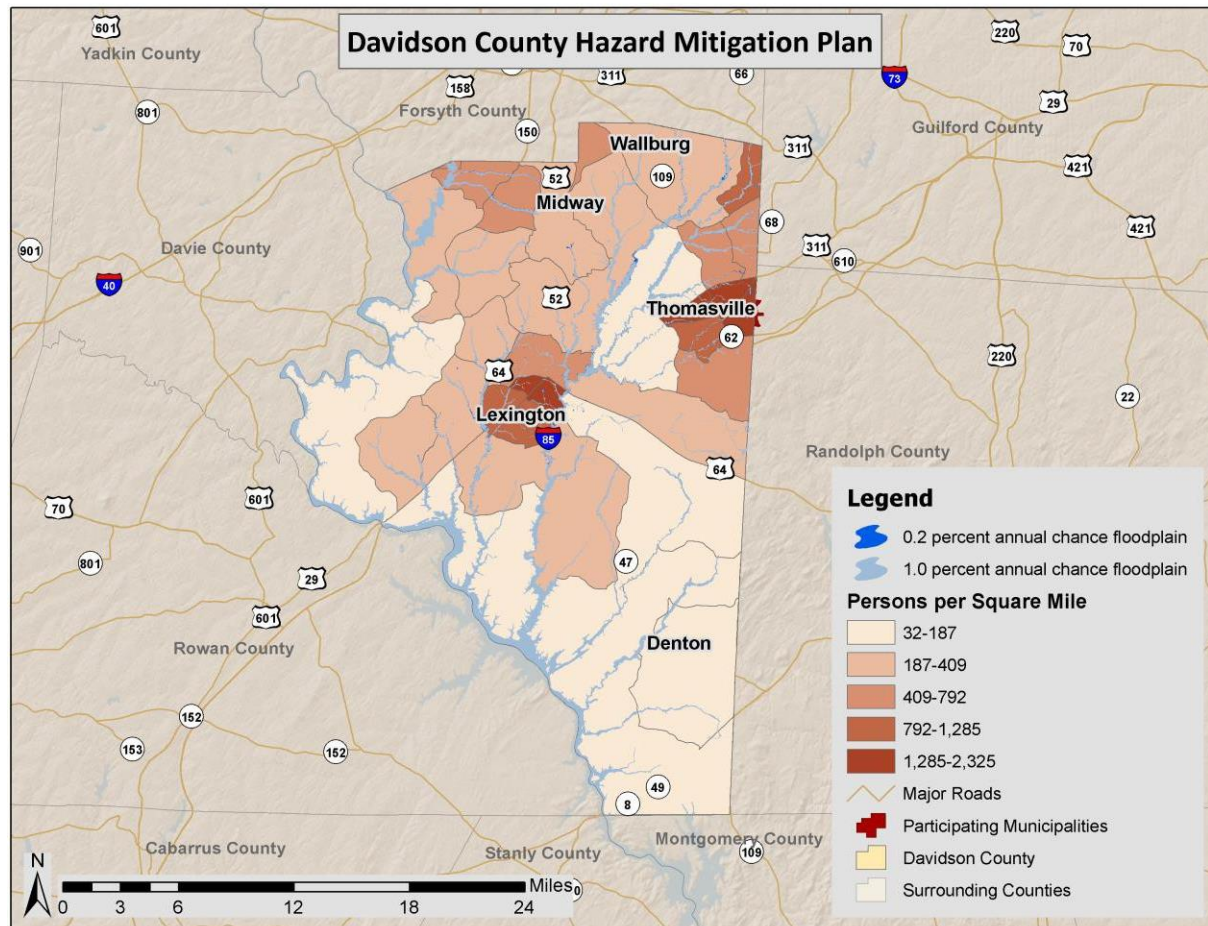 Davidson County Hazard Mitigation Plan
601
Yadkin County
220
70
158
311
66
73
801
Forsyth County
29
150
Guilford County
Wallburg
311
421
52
109
Midway
68
901
Davie County
311
421
610
40
52
Thomasville
62
220
64
22
Lexington
85
Randolph County
64
601
70
47
801
29
601
Rowan County
Denton
152
153
152
49
8
Cabarrus County
Stanly County
Montgomery County
109
0
Legend
0.2 percent annual chance floodplain
1.0 percent annual chance floodplain
Persons per Square Mile
32-187
187-409
409-792
792-1,285
1,285-2,325
Major Roads
Participating Municipalities
Davidson County
Surrounding Counties
N
Miles
0 3 6 12 18 24